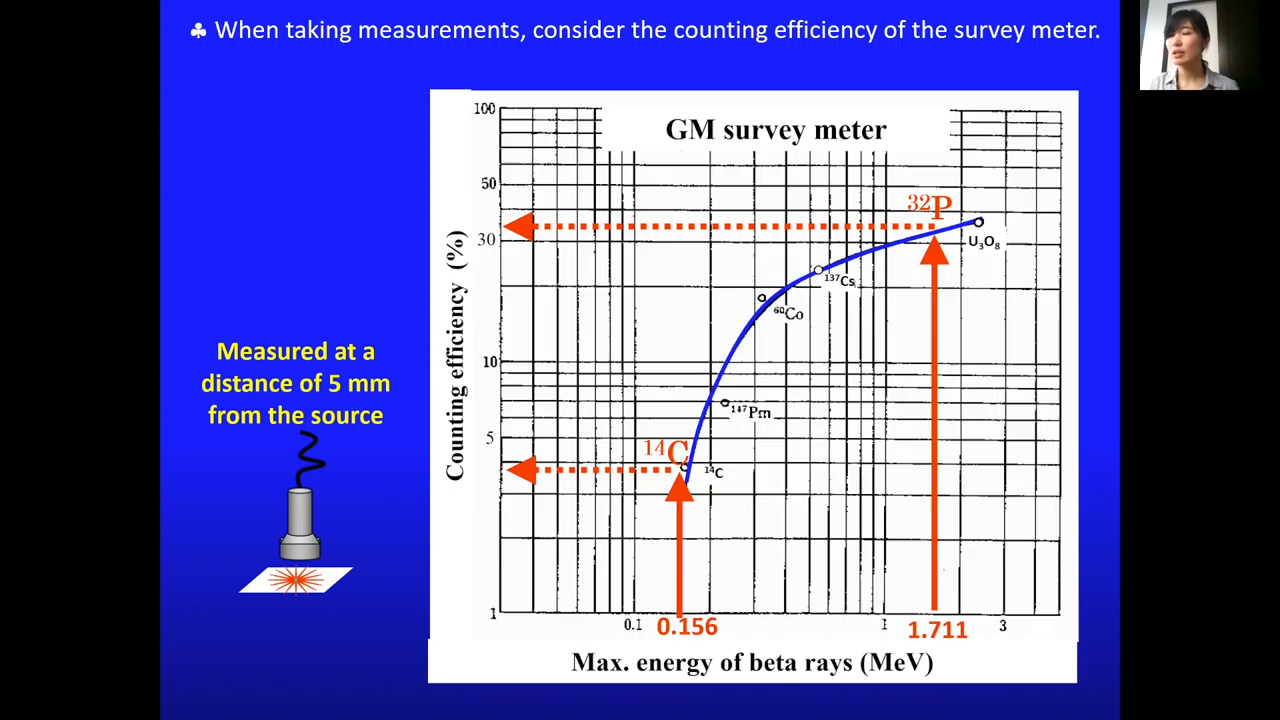 ♣ When taking measurements, consider the counting efficiency of the survey meter.
GM survey meter
Counting efficiency (%)
100
50
30
10
5
1
³²P
U₃O₈
¹³⁷Cs
⁶⁰Co
¹⁴⁷Pm
¹⁴C
¹⁴C
Measured at a
distance of 5 mm
from the source
0.1
0.156
1
1.711
3
Max. energy of beta rays (MeV)